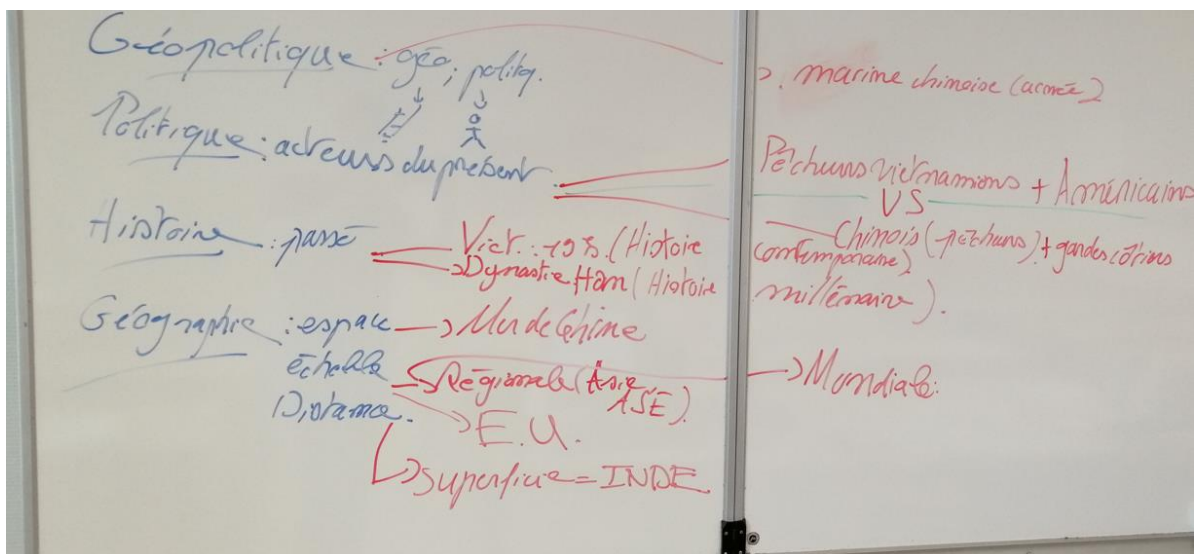 Géopolitique : géo ; politq. → marine chinoise (armée)
Politique : acteurs du présent Pêcheurs vietnamiens + Américains
VS
Histoire : passé Chinois (pêcheurs) + gardes côtiers
Viet. : (Histoire contemporaine)
→ Dynastie Han (Histoire millénaire).
Géographie : espace → Mer de Chine
échelle → Régionale (Asie → Mondiale.
ASE).
Distance. → E.U.
→ Superficie = INDE